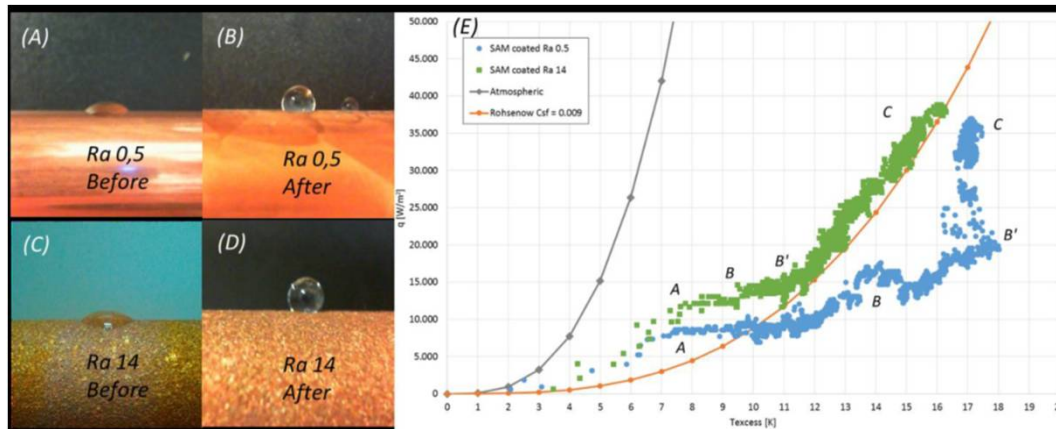 (A)
Ra 0,5
Before
(B)
Ra 0,5
After
(C)
Ra 14
Before
(D)
Ra 14
After
(E)
50.000
45.000
40.000
35.000
30.000
25.000
20.000
15.000
10.000
5.000
0
q [W/m²]
SAM coated Ra 0.5
SAM coated Ra 14
Atmospheric
Rohsenow Csf = 0.009
A
B
B'
C
A
B
B'
C
0 1 2 3 4 5 6 7 8 9 10 11 12 13 14 15 16 17 18 19
Texcess [K]